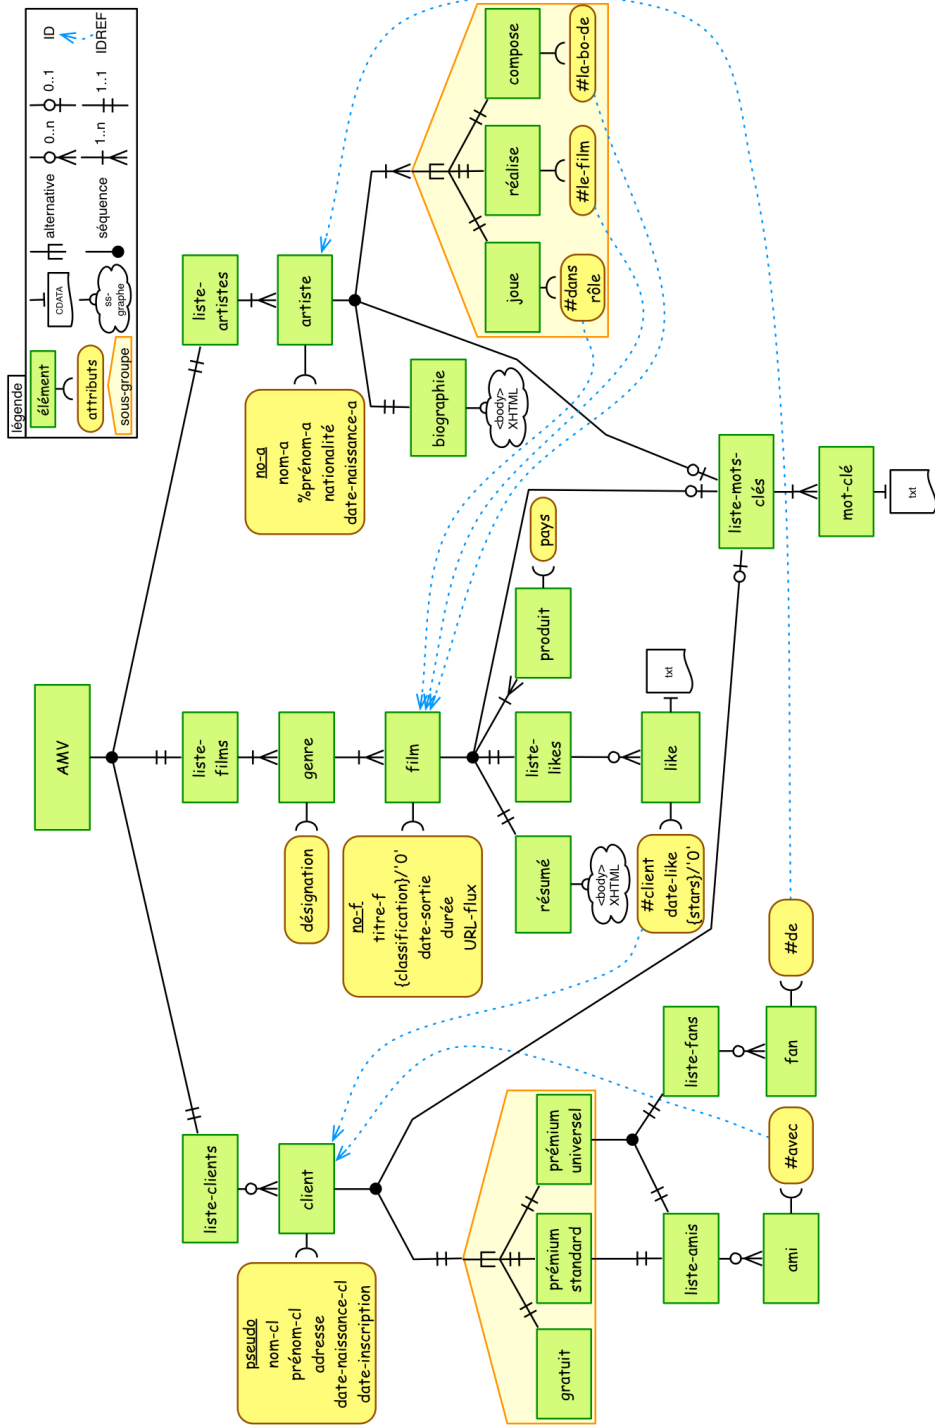 légende
élément
attributs
sous-groupe
CDATA
ss-
graphe
alternative
séquence
0..n
1..n
0..1
1..1
ID
IDREF
AMV
liste-clients
liste-
films
liste-
artistes
pseudo
nom-cl
prénom-cl
adresse
date-naissance-cl
date-inscription
client
désignation
genre
no-a
nom-a
%prénom-a
nationalité
date-naissance-a
artiste
no-f
titre-f
{classification}/'0'
date-sortie
durée
URL-flux
film
biographie
<body>
XHTML
joue
réalise
compose
#dans
rôle
#le-film
#la-bo-de
gratuit
prémium
standard
prémium
universel
résumé
<body>
XHTML
liste-
likes
produit
pays
#client
date-like
{stars}/'0'
like
txt
liste-amis
liste-fans
liste-mots-
clés
ami
#avec
fan
#de
mot-clé
txt